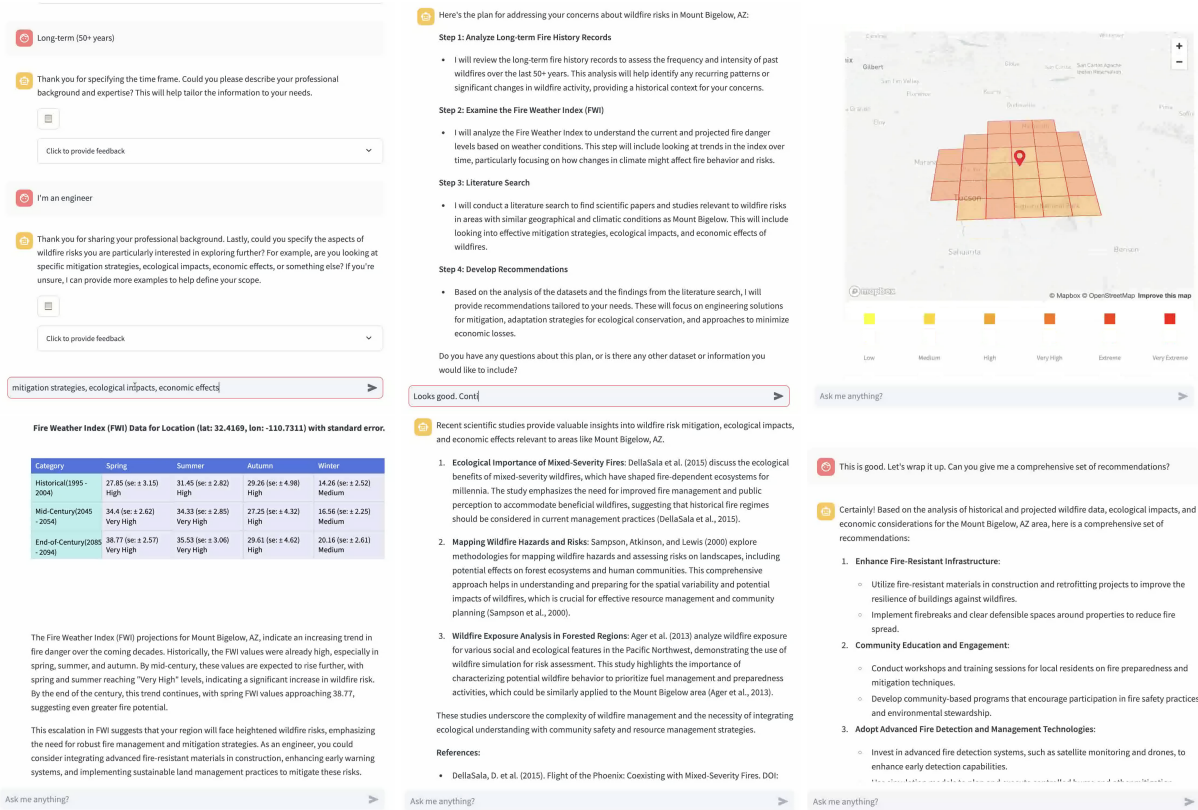 Long-term (50+ years)
Thank you for specifying the time frame. Could you please describe your professional
background and expertise? This will help tailor the information to your needs.
Click to provide feedback
I'm an engineer
Thank you for sharing your professional background. Lastly, could you specify the aspects of
wildfire risks you are particularly interested in exploring further? For example, are you looking at
specific mitigation strategies, ecological impacts, economic effects, or something else? If you're
unsure, I can provide more examples to help define your scope.
Click to provide feedback
mitigation strategies, ecological impacts, economic effects
Fire Weather Index (FWI) Data for Location (lat: 32.4169, lon: -110.7311) with standard error.
Category Spring Summer Autumn Winter
Historical(1995 - 27.85 (se: ± 3.15) 31.45 (se: ± 2.82) 29.26 (se: ± 4.98) 14.26 (se: ± 2.52)
2004) High High High Medium
Mid-Century(2045 34.4 (se: ± 2.62) 34.33 (se: ± 2.85) 27.25 (se: ± 4.32) 16.56 (se: ± 2.25)
- 2054) Very High Very High High Medium
End-of-Century(2085 38.77 (se: ± 2.57) 35.53 (se: ± 3.06) 29.61 (se: ± 4.62) 20.16 (se: ± 2.61)
- 2094) Very High Very High High Medium
The Fire Weather Index (FWI) projections for Mount Bigelow, AZ, indicate an increasing trend in
fire danger over the coming decades. Historically, the FWI values were already high, especially in
spring, summer, and autumn. By mid-century, these values are expected to rise further, with
spring and summer reaching "Very High" levels, indicating a significant increase in wildfire risk.
By the end of the century, this trend continues, with spring FWI values approaching 38.77,
suggesting even greater fire potential.
This escalation in FWI suggests that your region will face heightened wildfire risks, emphasizing
the need for robust fire management and mitigation strategies. As an engineer, you could
consider integrating advanced fire-resistant materials in construction, enhancing early warning
systems, and implementing sustainable land management practices to mitigate these risks.
Ask me anything?
Here's the plan for addressing your concerns about wildfire risks in Mount Bigelow, AZ:
Step 1: Analyze Long-term Fire History Records
• I will review the long-term fire history records to assess the frequency and intensity of past
wildfires over the last 50+ years. This analysis will help identify any recurring patterns or
significant changes in wildfire activity, providing a historical context for your concerns.
Step 2: Examine the Fire Weather Index (FWI)
• I will analyze the Fire Weather Index to understand the current and projected fire danger
levels based on weather conditions. This step will include looking at trends in the index over
time, particularly focusing on how changes in climate might affect fire behavior and risks.
Step 3: Literature Search
• I will conduct a literature search to find scientific papers and studies relevant to wildfire risks
in areas with similar geographical and climatic conditions as Mount Bigelow. This will include
looking into effective mitigation strategies, ecological impacts, and economic effects of
wildfires.
Step 4: Develop Recommendations
• Based on the analysis of the datasets and the findings from the literature search, I will
provide recommendations tailored to your needs. These will focus on engineering solutions
for mitigation, adaptation strategies for ecological conservation, and approaches to minimize
economic losses.
Do you have any questions about this plan, or is there any other dataset or information you
would like to include?
Looks good. Conti
Recent scientific studies provide valuable insights into wildfire risk mitigation, ecological impacts,
and economic effects relevant to areas like Mount Bigelow, AZ.
1. Ecological Importance of Mixed-Severity Fires: DellaSala et al. (2015) discuss the ecological
benefits of mixed-severity wildfires, which have shaped fire-dependent ecosystems for
millennia. The study emphasizes the need for improved fire management and public
perception to accommodate beneficial wildfires, suggesting that historical fire regimes
should be considered in current management practices (DellaSala et al., 2015).
2. Mapping Wildfire Hazards and Risks: Sampson, Atkinson, and Lewis (2000) explore
methodologies for mapping wildfire hazards and assessing risks on landscapes, including
potential effects on forest ecosystems and human communities. This comprehensive
approach helps in understanding and preparing for the spatial variability and potential
impacts of wildfires, which is crucial for effective resource management and community
planning (Sampson et al., 2000).
3. Wildfire Exposure Analysis in Forested Regions: Ager et al. (2013) analyze wildfire exposure
for various social and ecological features in the Pacific Northwest, demonstrating the use of
wildfire simulation for risk assessment. This study highlights the importance of
characterizing potential wildfire behavior to prioritize fuel management and preparedness
activities, which could be similarly applied to the Mount Bigelow area (Ager et al., 2013).
These studies underscore the complexity of wildfire management and the necessity of integrating
ecological understanding with community safety and resource management strategies.
References:
• DellaSala, D. et al. (2015). Flight of the Phoenix: Coexisting with Mixed-Severity Fires. DOI:
Ask me anything?
Gilbert
Marana
Tucson
Sahuarita
Benson
mapbox
© Mapbox © OpenStreetMap Improve this map
Low Medium High Very High Extreme Very Extreme
Ask me anything?
This is good. Let's wrap it up. Can you give me a comprehensive set of recommendations?
Certainly! Based on the analysis of historical and projected wildfire data, ecological impacts, and
economic considerations for the Mount Bigelow, AZ area, here is a comprehensive set of
recommendations:
1. Enhance Fire-Resistant Infrastructure:
○ Utilize fire-resistant materials in construction and retrofitting projects to improve the
resilience of buildings against wildfires.
○ Implement firebreaks and clear defensible spaces around properties to reduce fire
spread.
2. Community Education and Engagement:
○ Conduct workshops and training sessions for local residents on fire preparedness and
mitigation techniques.
○ Develop community-based programs that encourage participation in fire safety practices
and environmental stewardship.
3. Adopt Advanced Fire Detection and Management Technologies:
○ Invest in advanced fire detection systems, such as satellite monitoring and drones, to
enhance early detection capabilities.
Ask me anything?